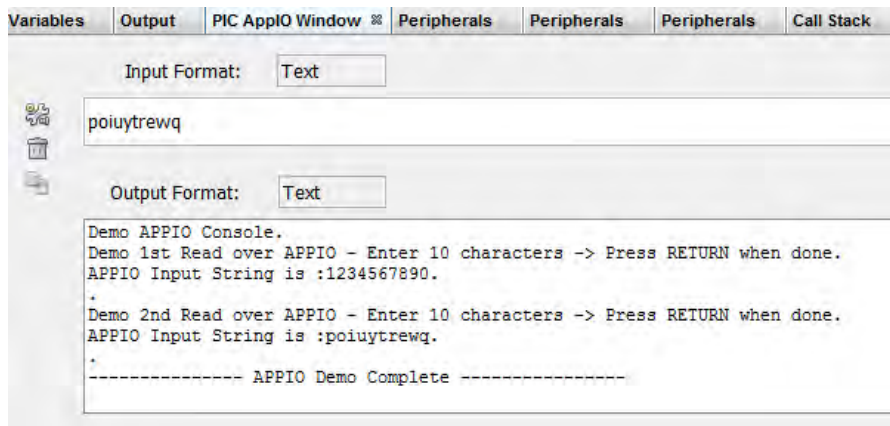 Variables Output PIC AppIO Window Peripherals Peripherals Peripherals Call Stack
Input Format: Text
poiuytrewq
Output Format: Text
Demo APPIO Console.
Demo 1st Read over APPIO - Enter 10 characters -> Press RETURN when done.
APPIO Input String is :1234567890.
.
Demo 2nd Read over APPIO - Enter 10 characters -> Press RETURN when done.
APPIO Input String is :poiuytrewq.
.
--------------- APPIO Demo Complete ----------------